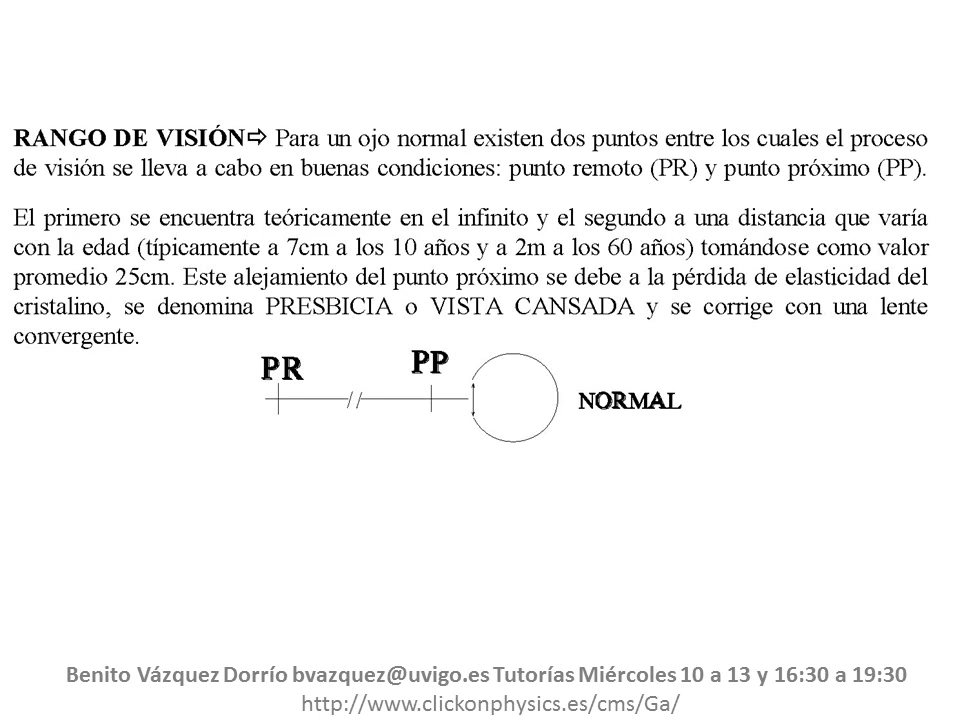 RANGO DE VISIÓN⇨ Para un ojo normal existen dos puntos entre los cuales el proceso
de visión se lleva a cabo en buenas condiciones: punto remoto (PR) y punto próximo (PP).
El primero se encuentra teóricamente en el infinito y el segundo a una distancia que varía
con la edad (típicamente a 7cm a los 10 años y a 2m a los 60 años) tomándose como valor
promedio 25cm. Este alejamiento del punto próximo se debe a la pérdida de elasticidad del
cristalino, se denomina PRESBICIA o VISTA CANSADA y se corrige con una lente
convergente.
PR
PP
NORMAL
Benito Vázquez Dorrío bvazquez@uvigo.es Tutorías Miércoles 10 a 13 y 16:30 a 19:30
http://www.clickonphysics.es/cms/Ga/